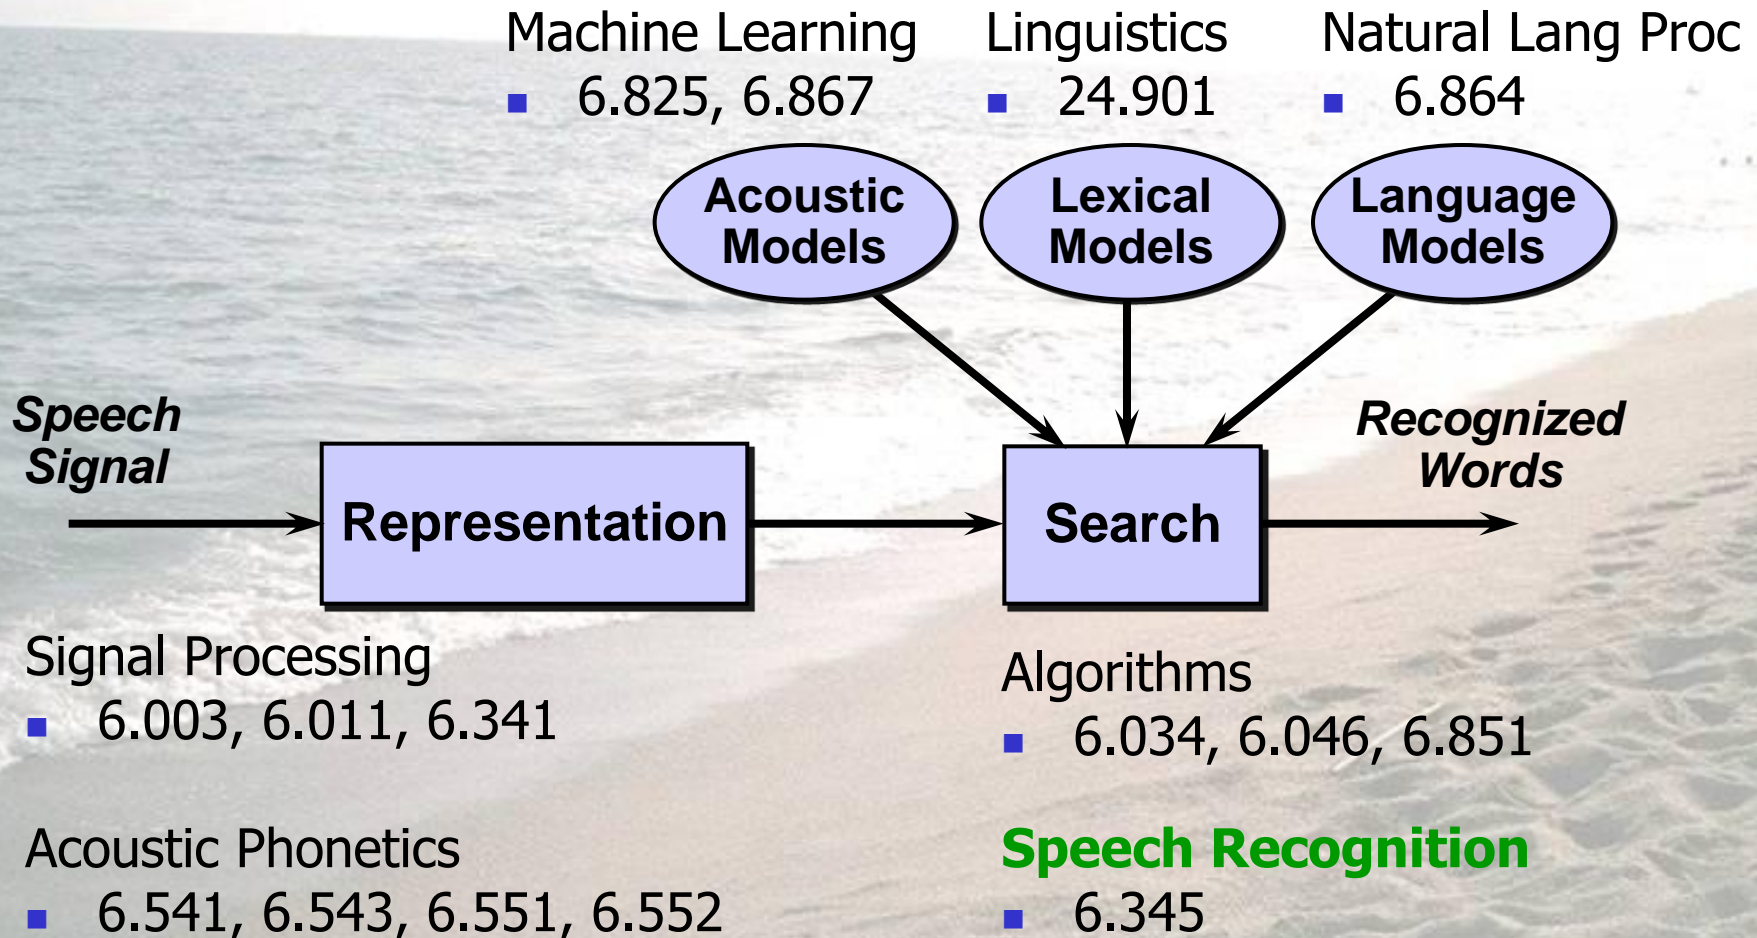 Machine Learning
▪ 6.825, 6.867
Linguistics
▪ 24.901
Natural Lang Proc
▪ 6.864
Acoustic
Models
Lexical
Models
Language
Models
Speech
Signal
Representation
Search
Recognized
Words
Signal Processing
▪ 6.003, 6.011, 6.341
Algorithms
▪ 6.034, 6.046, 6.851
Acoustic Phonetics
▪ 6.541, 6.543, 6.551, 6.552
Speech Recognition
▪ 6.345